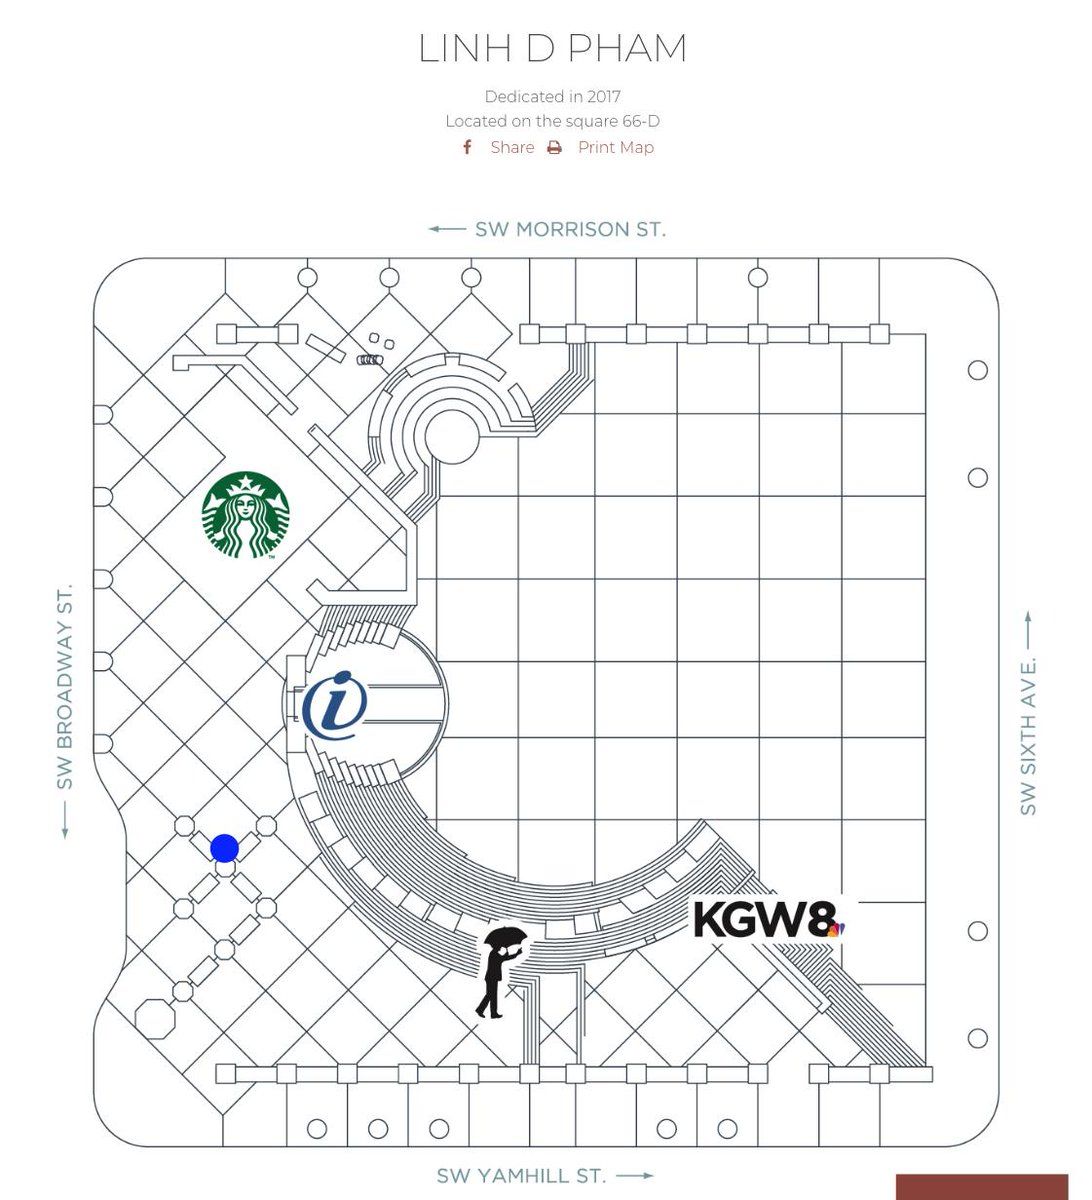 LINH D PHAM
Dedicated in 2017
Located on the square 66-D
Share Print Map
SW MORRISON ST.
SW BROADWAY ST.
SW SIXTH AVE.
i
KGW8
SW YAMHILL ST.